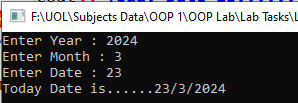 F:\UOL\Subjects Data\OOP 1\OOP Lab\Lab Tasks\L
Enter Year : 2024
Enter Month : 3
Enter Date : 23
Today Date is......23/3/2024